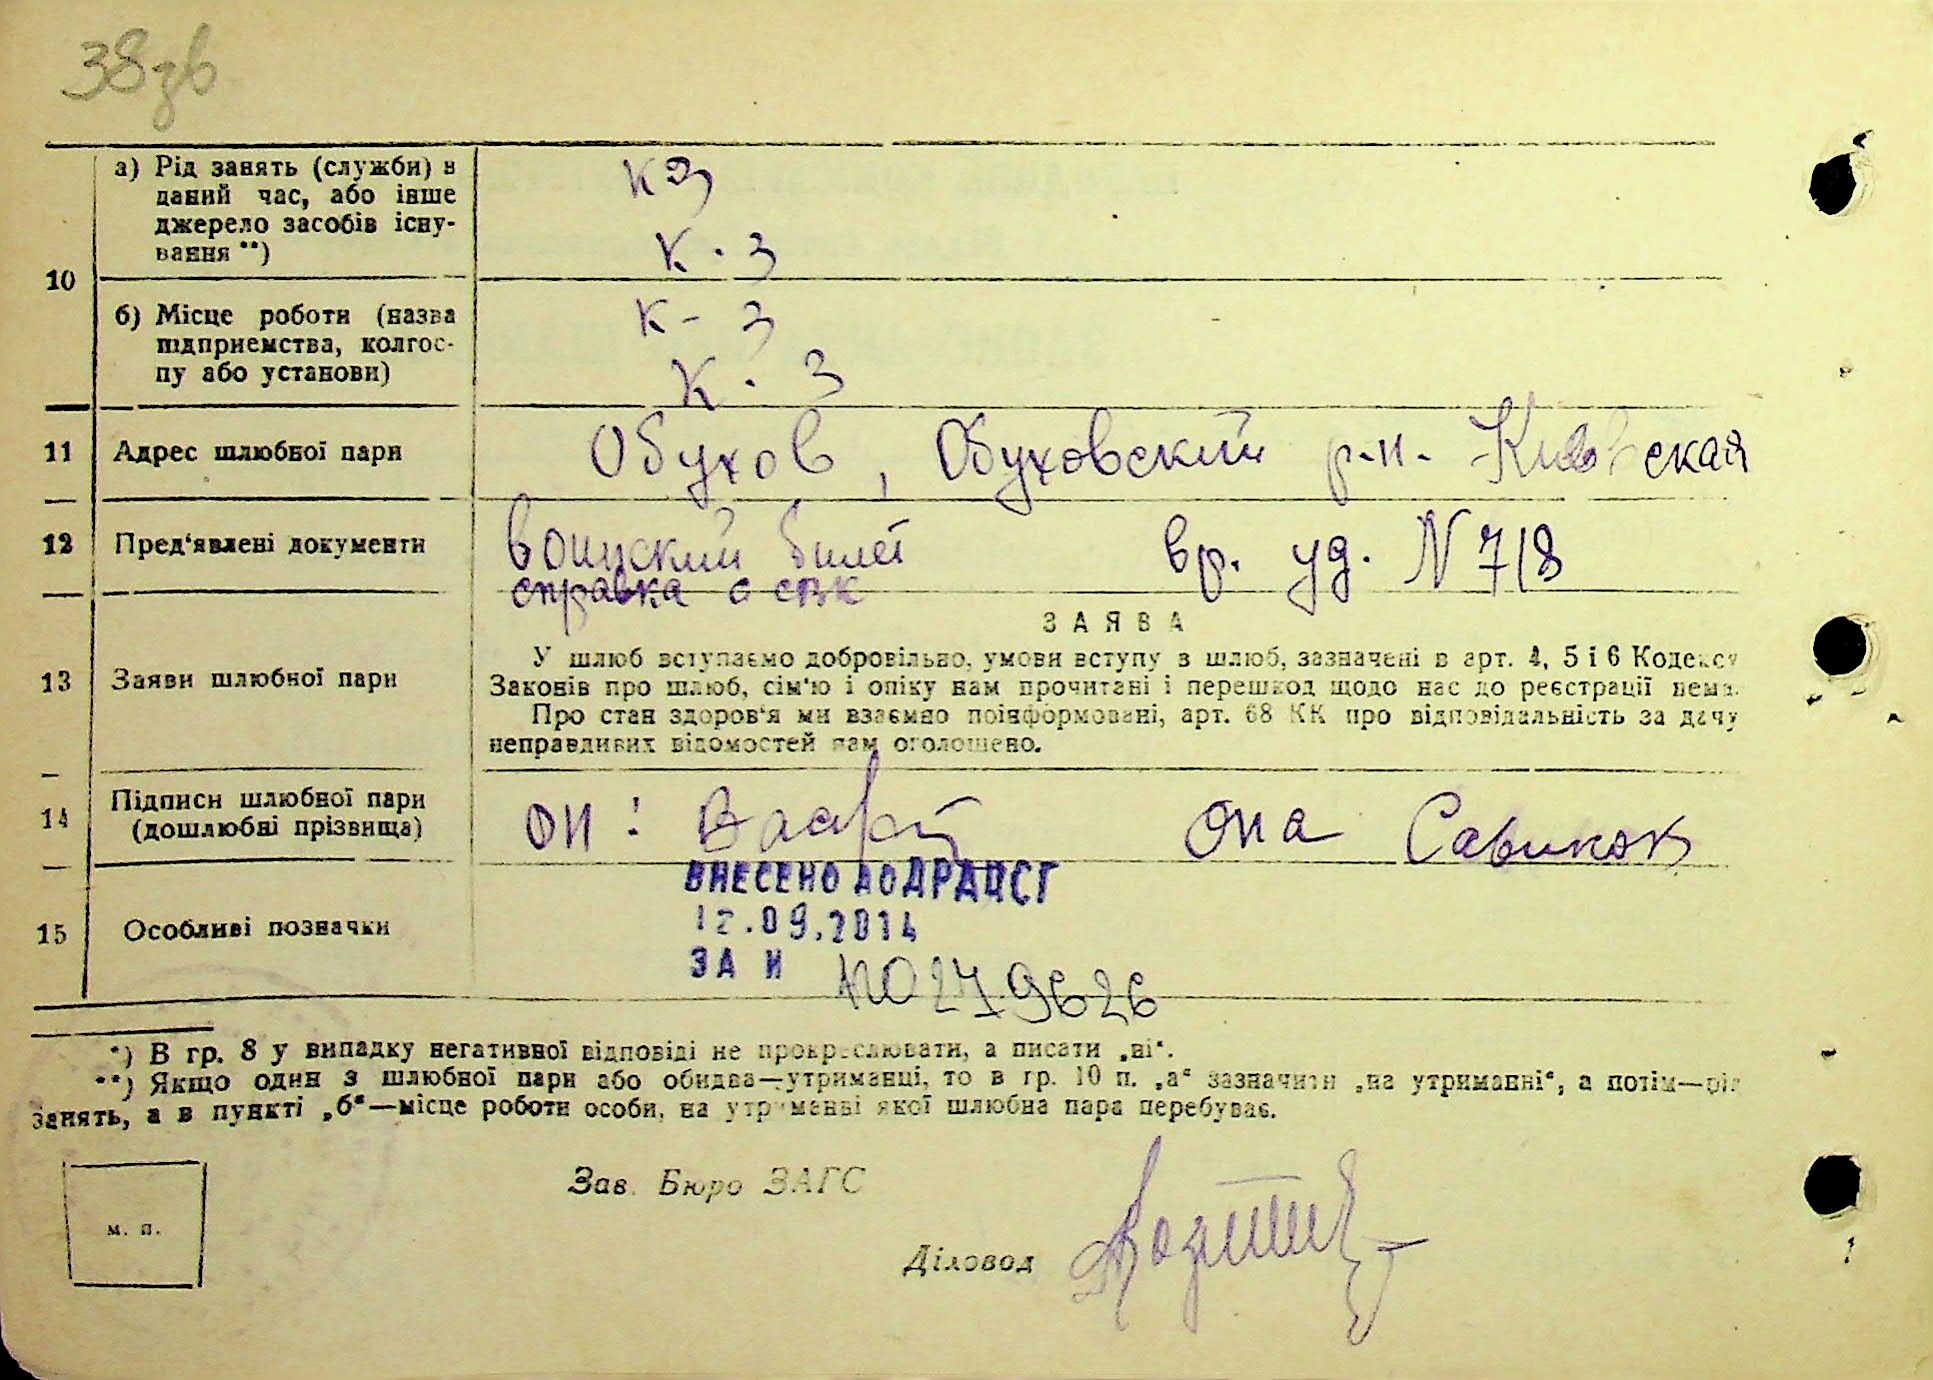 38зв
а) Рід занять (служби) в
даний час, або інше
джерело засобів існу-
вання **)
кз
к. з
10
б) Місце роботи (назва
підприємства, колгос-
пу або установи)
к - з
к. з
11 Адрес шлюбної пари Обухов, Обуховский р-н. Киевская
12 Пред'явлені документи воинский билет вр. уд. N 718
справка о
ЗАЯВА
13 Заяви шлюбної пари
У шлюб вступаємо добровільно, умови вступу в шлюб, зазначені в арт. 4, 5 і 6 Кодексу
Законів про шлюб, сім'ю і опіку нам прочитані і перешкод щодо нас до реєстрації нема.
Про стан здоров'я ми взаємно поінформовані, арт. 68 КК про відповідальність за дачу
неправдивих відомостей нам оголошено.
14 Підписи шлюбної пари
(дошлюбні прізвища)
он: Она
ВНЕСЕНО ДО ДРАЦСГ
12.09.2014
15 Особливі позначки
ЗА N N0279626
*) В гр. 8 у випадку негативної відповіді не прокреслювати, а писати „ні“.
**) Якщо один з шлюбної пари або обидва—утриманці, то в гр. 10 п. „а“ зазначити „на утриманні“, а потім—рід
занять, а в пункті „б“—місце роботи особи, на утриманні якої шлюбна пара перебуває.
Зав. Бюро ЗАГС
м. п.
Діловод